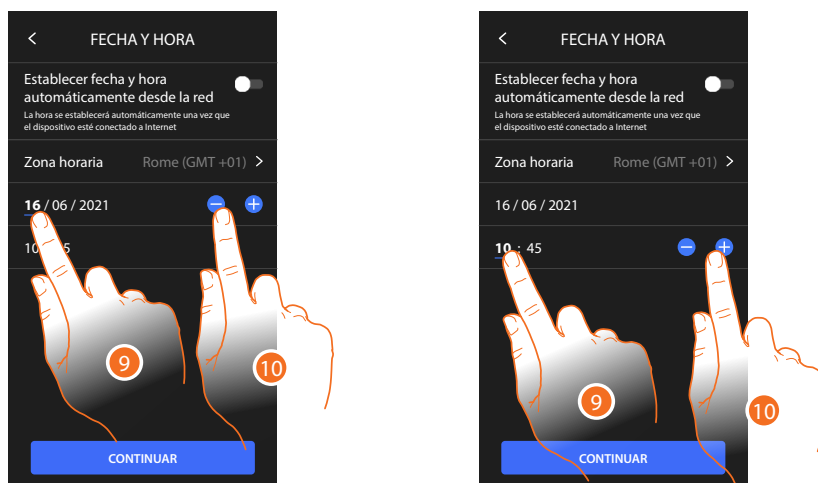 FECHA Y HORA
Establecer fecha y hora
automáticamente desde la red
La hora se establecerá automáticamente una vez que
el dispositivo esté conectado a Internet
Zona horaria Rome (GMT +01)
16 / 06 / 2021
10 5
9
10
CONTINUAR
FECHA Y HORA
Establecer fecha y hora
automáticamente desde la red
La hora se establecerá automáticamente una vez que
el dispositivo esté conectado a Internet
Zona horaria Rome (GMT +01)
16 / 06 / 2021
10 : 45
9
10
CONTINUAR